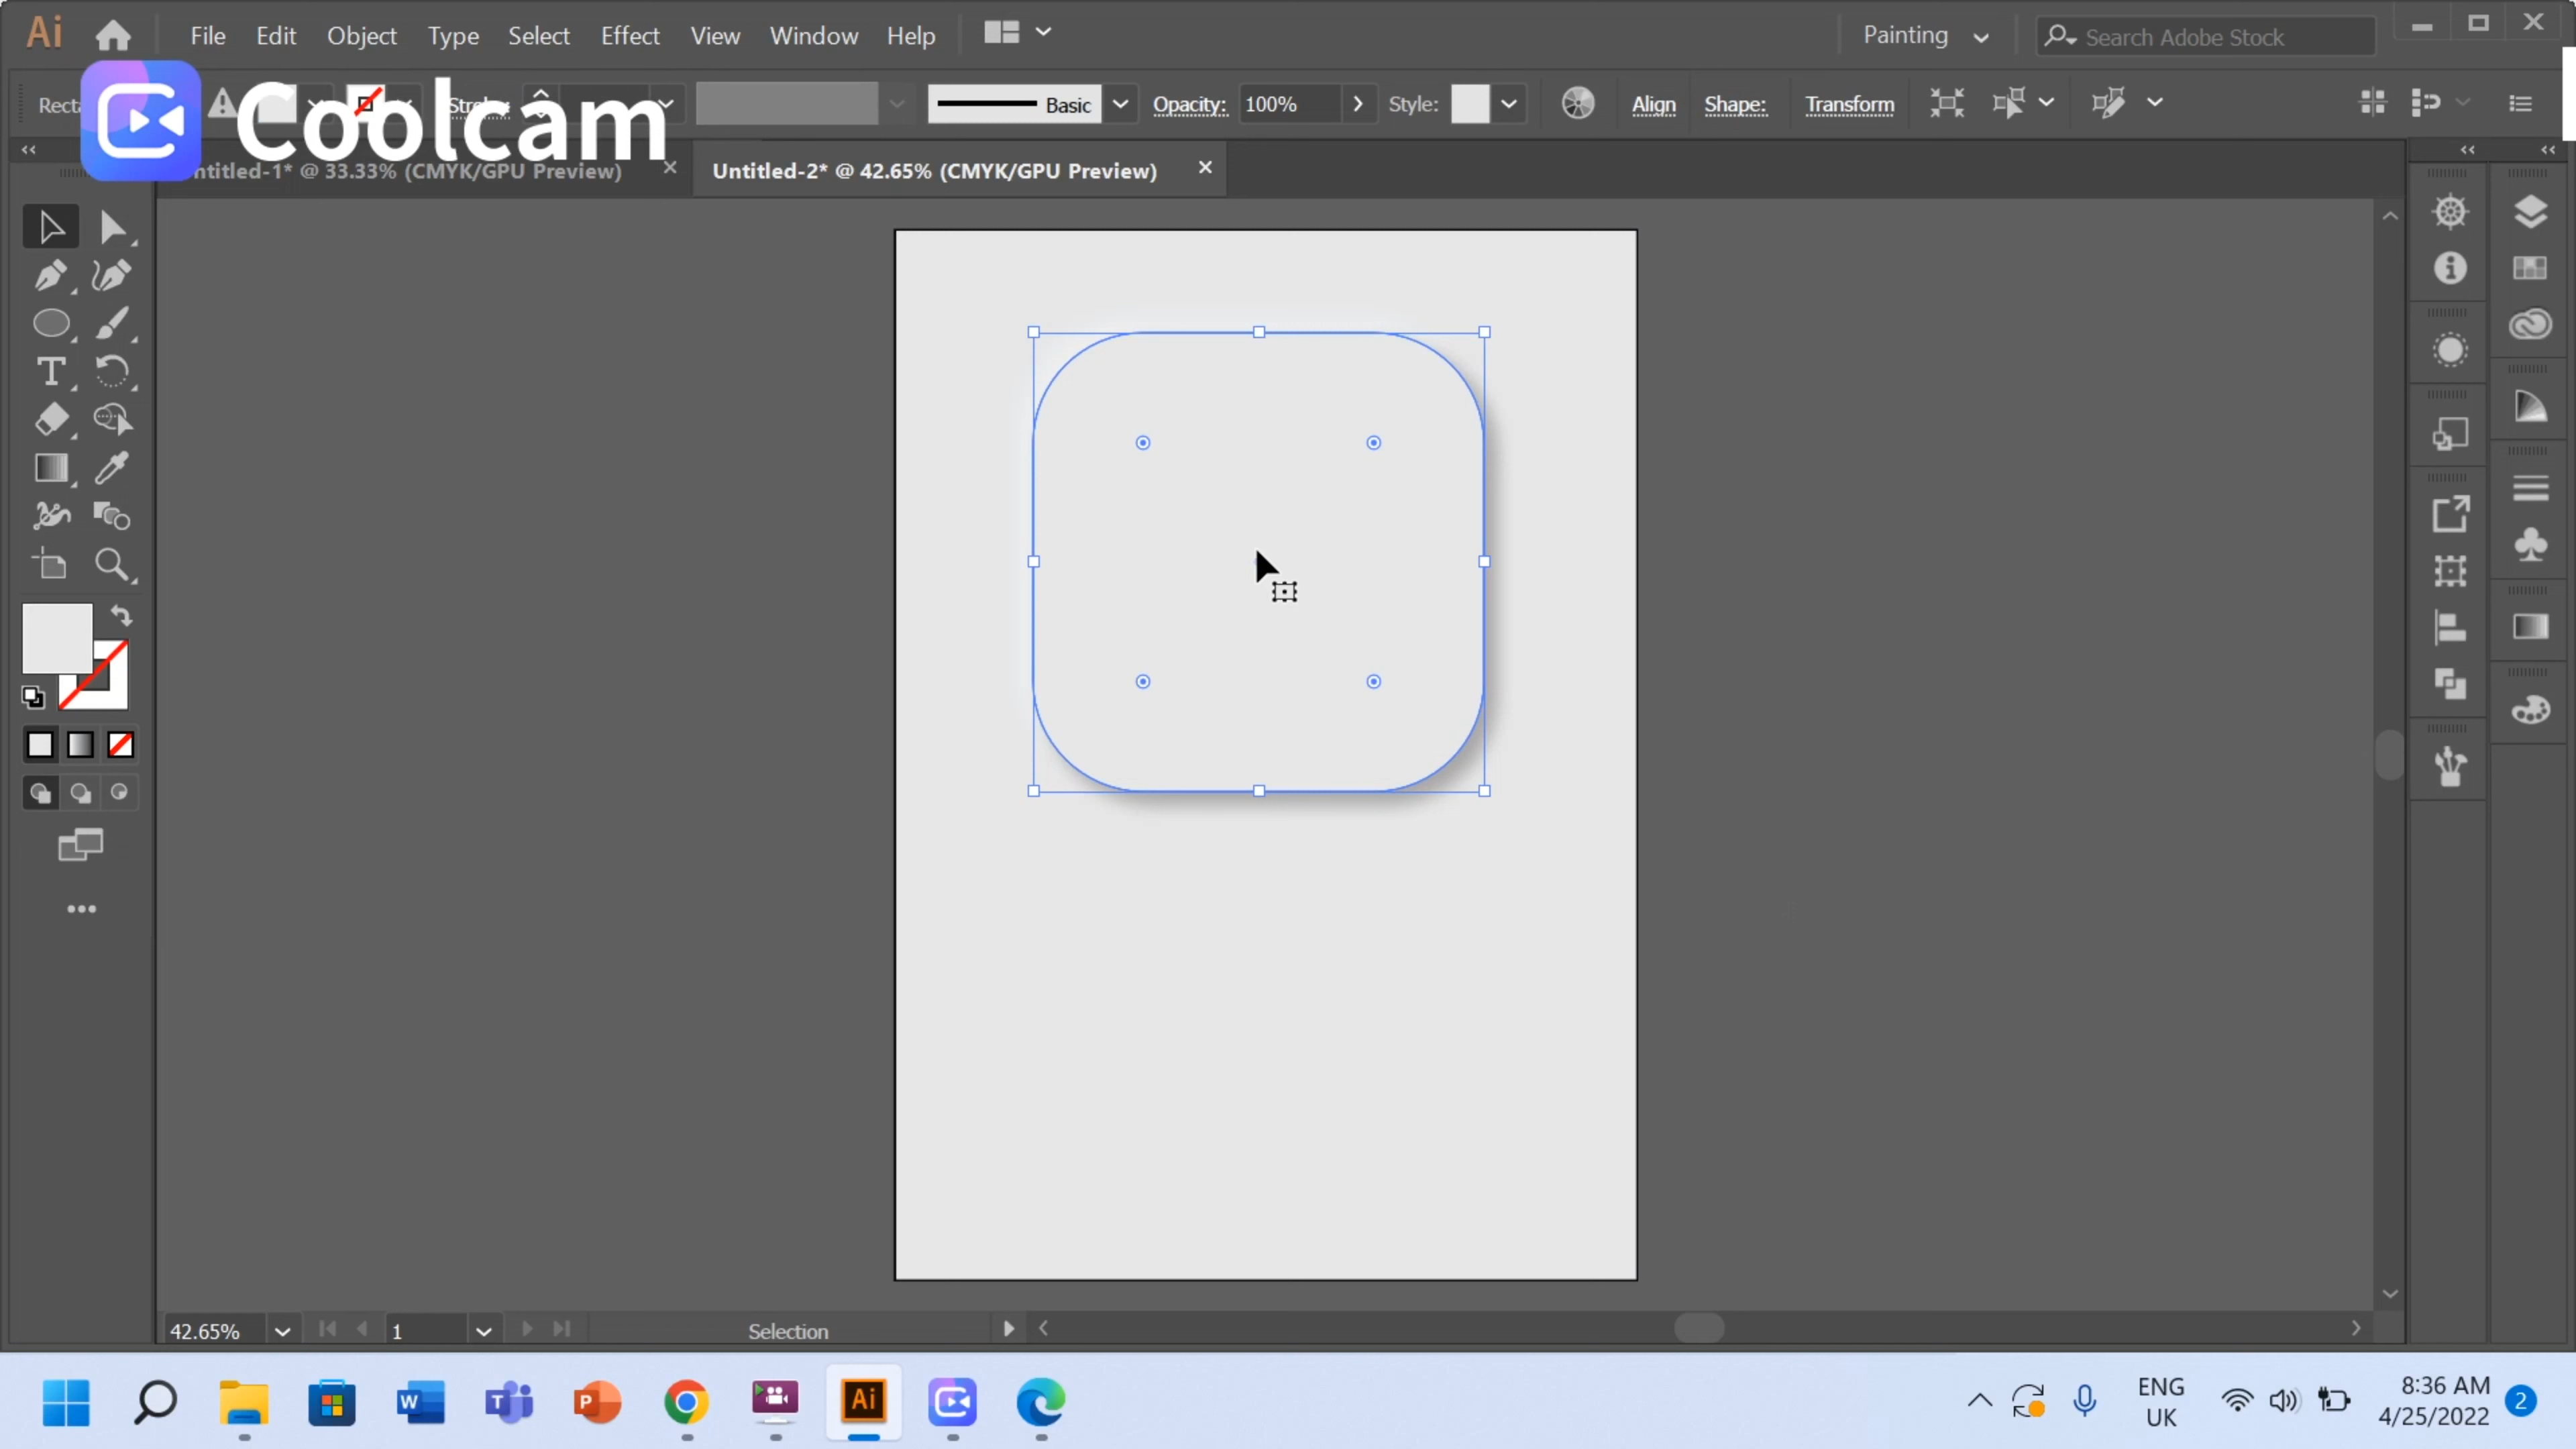 Ai File Edit Object Type Select Effect View Window Help Painting Search Adobe Stock
Coolcam
Basic Opacity: 100% Style: Align Shape: Transform
ntitled-1* @ 33.33% (CMYK/GPU Preview) × Untitled-2* @ 42.65% (CMYK/GPU Preview) ×
42.65% 1 Selection
W T P Ai
ENG 8:36 AM
UK 4/25/2022 2